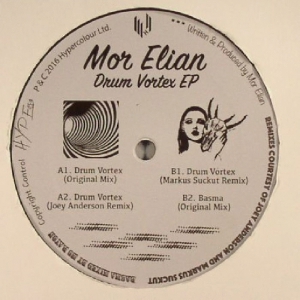 P & C 2016 Hypercolour Ltd.
Written & Produced by Mor Elian
Mor Elian
Drum Vortex EP
A1. Drum Vortex
(Original Mix)
A2. Drum Vortex
(Joey Anderson Remix)
B1. Drum Vortex
(Markus Suckut Remix)
B2. Basma
(Original Mix)
REMIXES COURTESY OF JOEY ANDERSON AND MARKUS SUCKUT
Copyright Control